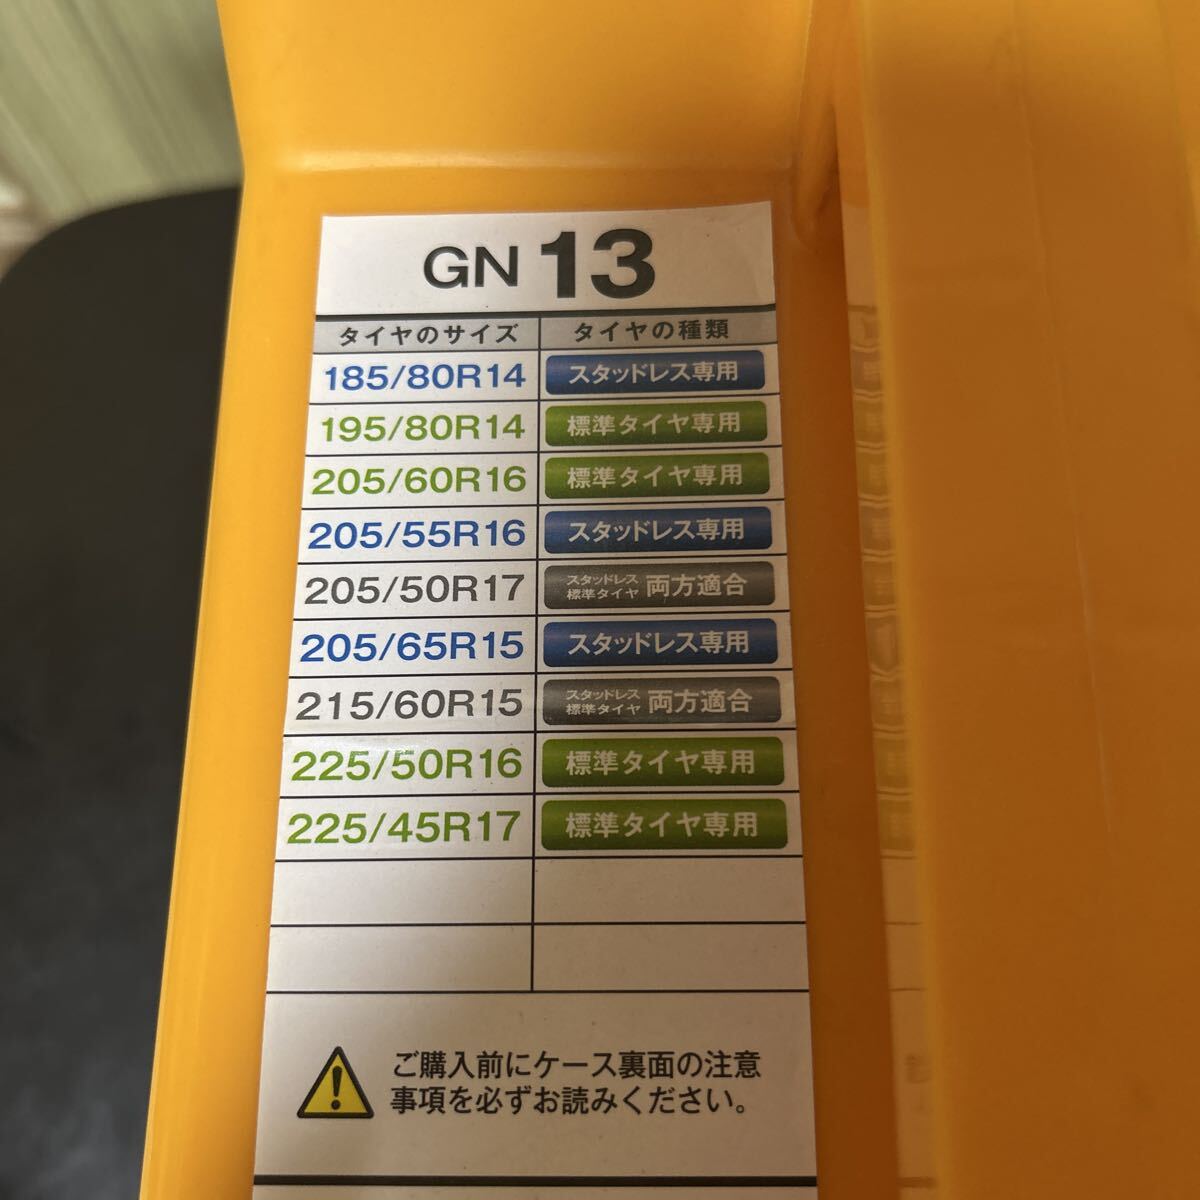 GN 13
タイヤのサイズ タイヤの種類
185/80R14 スタッドレス専用
195/80R14 標準タイヤ専用
205/60R16 標準タイヤ専用
205/55R16 スタッドレス専用
205/50R17 スタッドレス 標準タイヤ 両方適合
205/65R15 スタッドレス専用
215/60R15 スタッドレス 標準タイヤ 両方適合
225/50R16 標準タイヤ専用
225/45R17 標準タイヤ専用
ご購入前にケース裏面の注意
事項を必ずお読みください。